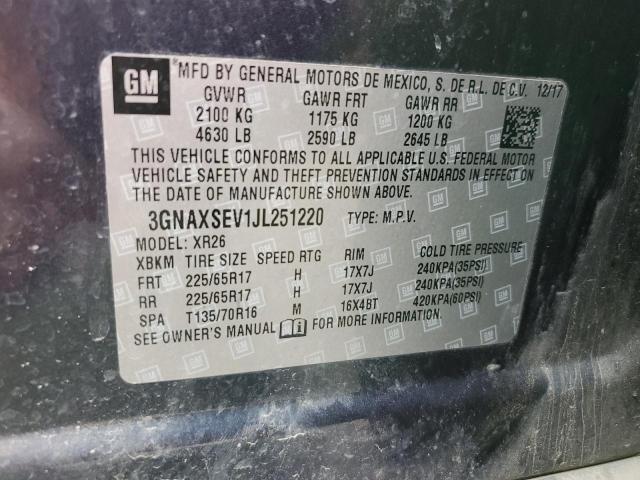 GM MFD BY GENERAL MOTORS DE MEXICO, S. DE R.L. DE C.V. 12/17
GVWR GAWR FRT GAWR RR
2100 KG 1175 KG 1200 KG
4630 LB 2590 LB 2645 LB
THIS VEHICLE CONFORMS TO ALL APPLICABLE U.S. FEDERAL MOTOR
VEHICLE SAFETY AND THEFT PREVENTION STANDARDS IN EFFECT ON
THE DATE OF MANUFACTURE SHOWN ABOVE.
3GNAXSEV1JL251220 TYPE: M.P.V.
MODEL: XR26
XBKM TIRE SIZE SPEED RTG RIM COLD TIRE PRESSURE
FRT 225/65R17 H 17X7J 240KPA(35PSI)
RR 225/65R17 H 17X7J 240KPA(35PSI)
SPA T135/70R16 M 16X4BT 420KPA(60PSI)
SEE OWNER'S MANUAL FOR MORE INFORMATION.